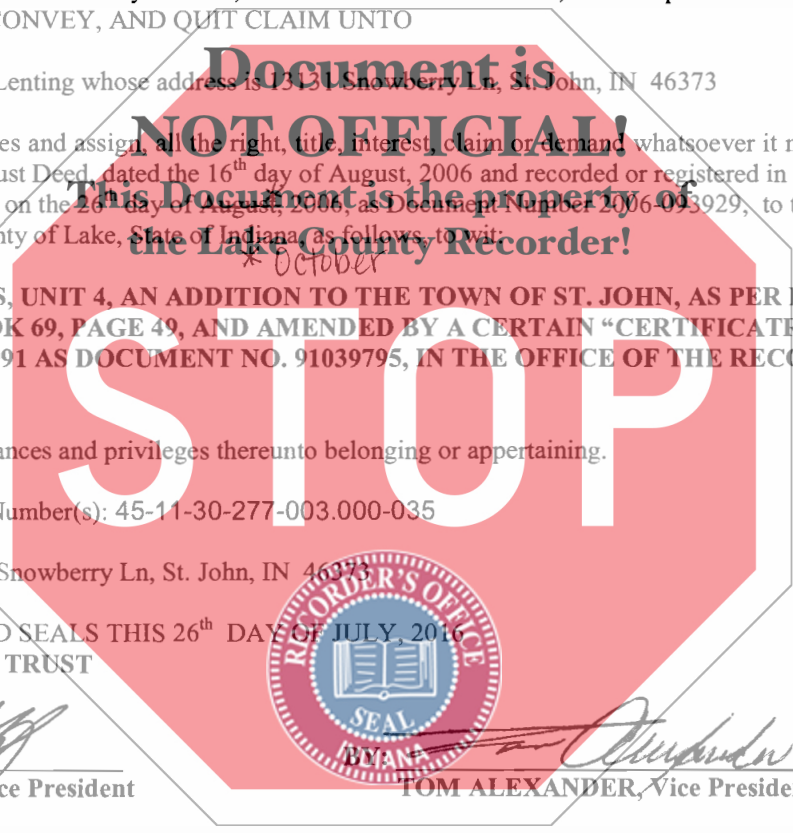 CONVEY, AND QUIT CLAIM UNTO
Document is
Lenting whose address is 13131 Snowberry Ln, St. John, IN 46373
NOT OFFICIAL!
es and assign, all the right, title, interest, claim or demand whatsoever it m
ust Deed, dated the 16th day of August, 2006 and recorded or registered in
This Document is the property of
on the 26th day of August, 2006, as Document Number 2006-093929, to t
the Lake County Recorder!
nty of Lake, State of Indiana, as follows, to wit:
* October
S, UNIT 4, AN ADDITION TO THE TOWN OF ST. JOHN, AS PER
OK 69, PAGE 49, AND AMENDED BY A CERTAIN “CERTIFICATE
91 AS DOCUMENT NO. 91039795, IN THE OFFICE OF THE RECO
STOP
ances and privileges thereunto belonging or appertaining.
Number(s): 45-11-30-277-003.000-035
Snowberry Ln, St. John, IN 46373
D SEALS THIS 26th DAY OF JULY, 2016
TRUST
RECORDER'S OFFICE
SEAL
INDIANA
BY:
ce President
TOM ALEXANDER, Vice Preside